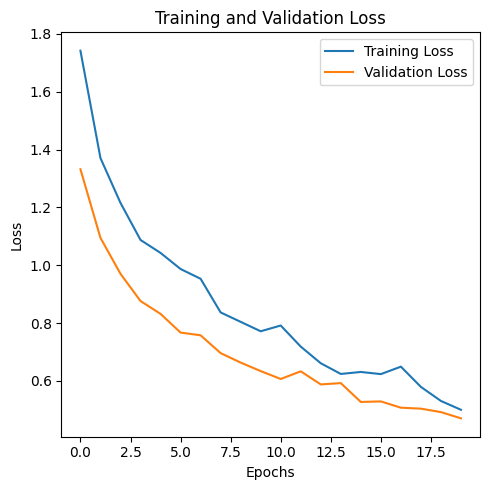 Training and Validation Loss
1.8
1.6
1.4
1.2
1.0
0.8
0.6
Loss
Training Loss
Validation Loss
0.0 2.5 5.0 7.5 10.0 12.5 15.0 17.5
Epochs